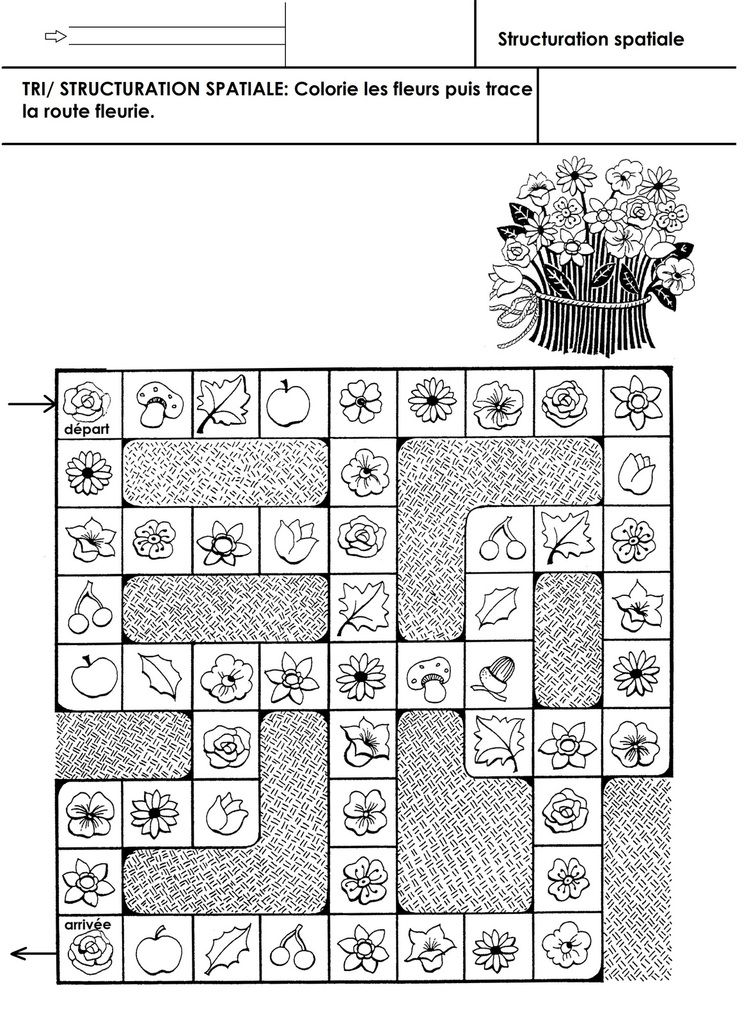 Structuration spatiale
TRI/ STRUCTURATION SPATIALE: Colorie les fleurs puis trace
la route fleurie.
départ
arrivée